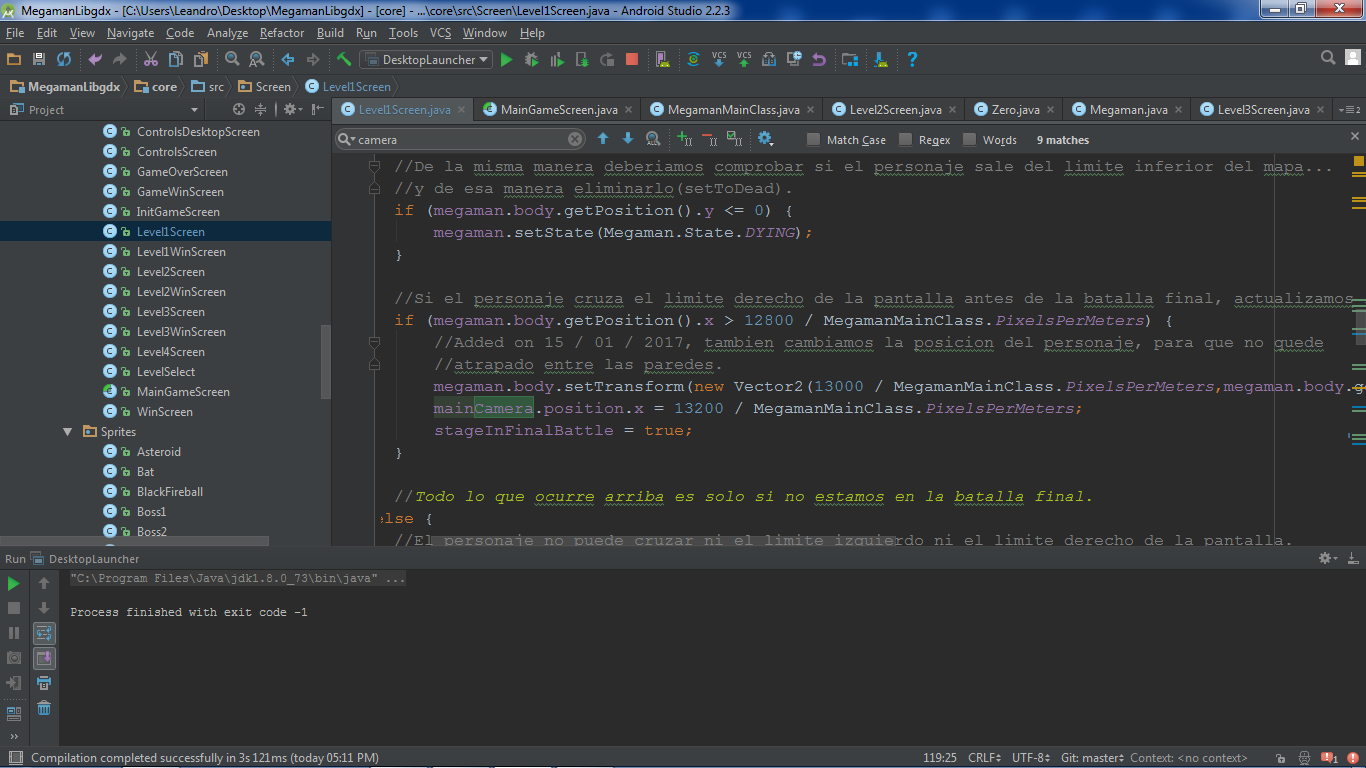 MegamanLibgdx - [C:\Users\Leandro\Desktop\MegamanLibgdx] - [core] - ...\core\src\Screen\Level1Screen.java - Android Studio 2.2.3
File Edit View Navigate Code Analyze Refactor Build Run Tools VCS Window Help
DesktopLauncher VCS VCS ?
MegamanLibgdx core src Screen Level1Screen
Project
Level1Screen.java MainGameScreen.java MegamanMainClass.java Level2Screen.java Zero.java Megaman.java Level3Screen.java 2
camera Match Case Regex Words 9 matches
ControlsDesktopScreen
ControlsScreen
GameOverScreen
GameWinScreen
InitGameScreen
Level1Screen
Level1WinScreen
Level2Screen
Level2WinScreen
Level3Screen
Level3WinScreen
Level4Screen
LevelSelect
MainGameScreen
WinScreen
Sprites
Asteroid
Bat
BlackFireball
Boss1
Boss2
//De la misma manera deberiamos comprobar si el personaje sale del limite inferior del mapa...
//y de esa manera eliminarlo(setToDead).
if (megaman.body.getPosition().y <= 0) {
megaman.setState(Megaman.State.DYING);
}
//Si el personaje cruza el limite derecho de la pantalla antes de la batalla final, actualizamos
if (megaman.body.getPosition().x > 12800 / MegamanMainClass.PixelsPerMeters) {
//Added on 15 / 01 / 2017, tambien cambiamos la posicion del personaje, para que no quede
//atrapado entre las paredes.
megaman.body.setTransform(new Vector2(13000 / MegamanMainClass.PixelsPerMeters,megaman.body.g
mainCamera.position.x = 13200 / MegamanMainClass.PixelsPerMeters;
stageInFinalBattle = true;
}
//Todo lo que ocurre arriba es solo si no estamos en la batalla final.
lse {
//El personaje no puede cruzar ni el limite izquierdo ni el limite derecho de la pantalla.
Run DesktopLauncher
"C:\Program Files\Java\jdk1.8.0_73\bin\java" ...
Process finished with exit code -1
Compilation completed successfully in 3s 121ms (today 05:11 PM) 119:25 CRLF UTF-8 Git: master Context: <no context> 1